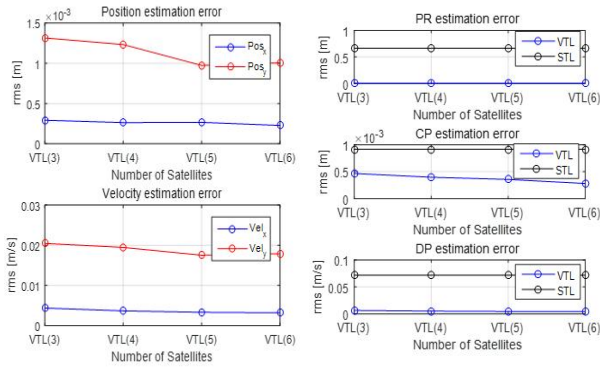 Position estimation error
×10⁻³
1.5
1
0.5
0
rms [m]
Pos_x
Pos_y
VTL(3) VTL(4) VTL(5) VTL(6)
Number of Satellites
Velocity estimation error
0.03
0.02
0.01
0
rms [m/s]
Vel_x
Vel_y
VTL(3) VTL(4) VTL(5) VTL(6)
Number of Satellites
PR estimation error
1
0.5
0
rms [m]
VTL
STL
VTL(3) VTL(4) VTL(5) VTL(6)
Number of Satellites
×10⁻³
CP estimation error
1
0.5
0
rms [m]
VTL
STL
VTL(3) VTL(4) VTL(5) VTL(6)
Number of Satellites
DP estimation error
0.1
0.05
0
rms [m/s]
VTL
STL
VTL(3) VTL(4) VTL(5) VTL(6)
Number of Satellites